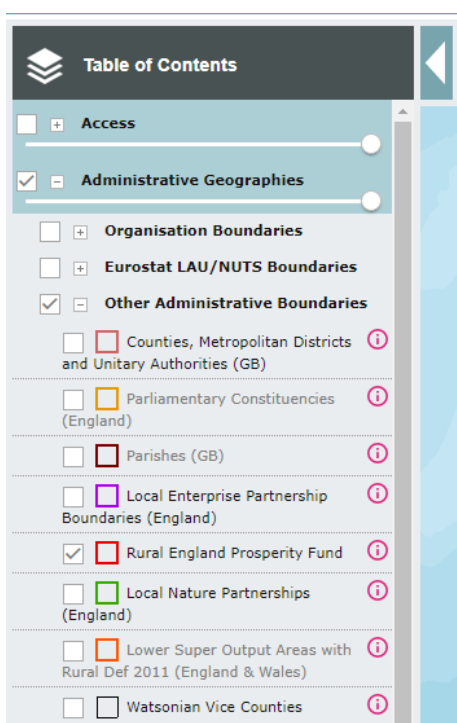 Table of Contents
Access
Administrative Geographies
Organisation Boundaries
Eurostat LAU/NUTS Boundaries
Other Administrative Boundaries
Counties, Metropolitan Districts
and Unitary Authorities (GB)
Parliamentary Constituencies
(England)
Parishes (GB)
Local Enterprise Partnership
Boundaries (England)
Rural England Prosperity Fund
Local Nature Partnerships
(England)
Lower Super Output Areas with
Rural Def 2011 (England & Wales)
Watsonian Vice Counties